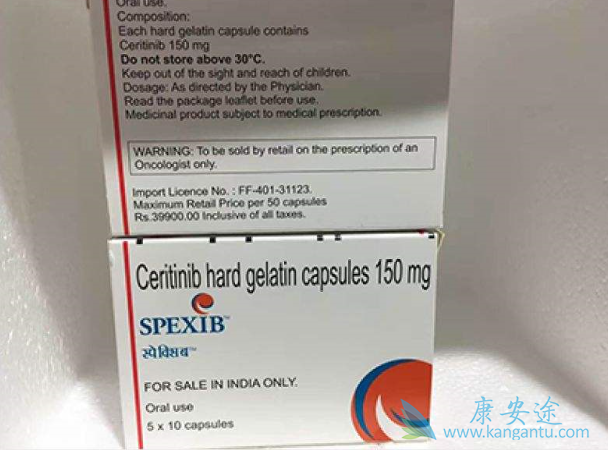 Oral use.
Composition:
Each hard gelatin capsule contains
Ceritinib 150 mg
Do not store above 30°C.
Keep out of the sight and reach of children.
Dosage: As directed by the Physician.
Read the package leaflet before use.
Medicinal product subject to medical prescription.
WARNING: To be sold by retail on the prescription of an
Oncologist only.
Import Licence No. : FF-401-31123.
Maximum Retail Price per 50 capsules
Rs.39900.00 Inclusive of all taxes.
Ceritinib hard gelatin capsules 150 mg
SPEXIB™
स्पेक्सिब™
FOR SALE IN INDIA ONLY.
Oral use
5 x 10 capsules
康安途
www.kangantu.com